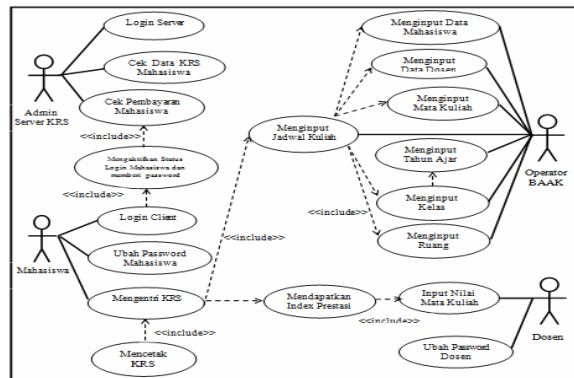 Login Server
Cek Data KRS
Mahasiswa
Cek Pembayaran
Mahasiswa
Admin
Server KRS
<<include>>
Mengaktifkan Status
Login Mahasiswa dan
memberi password
<<include>>
Login Client
Ubah Password
Mahasiswa
Mahasiswa
Mengentri KRS
<<include>>
Mencetak
KRS
Menginput Data
Mahasiswa
Menginput
Data Dosen
Menginput
Mata Kuliah
Menginput
Jadwal Kuliah
Menginput
Tahun Ajar
Operator
BAAK
Menginput
Kelas
Menginput
Ruang
<<include>>
<<include>>
Mendapatkan
Index Prestasi
<<include>>
Input Nilai
Mata Kuliah
Dosen
Ubah Password
Dosen